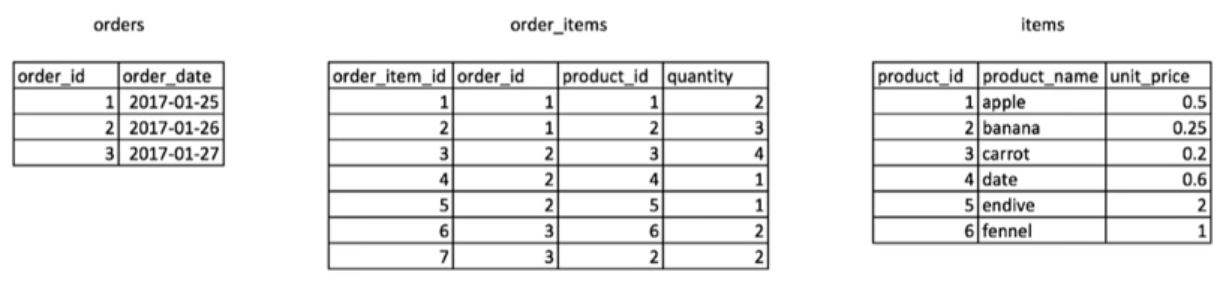 orders order_items items
order_id order_date order_item_id order_id product_id quantity product_id product_name unit_price
1 2017-01-25 1 1 1 2 1 apple 0.5
2 2017-01-26 2 1 2 3 2 banana 0.25
3 2017-01-27 3 2 3 4 3 carrot 0.2
4 2 4 1 4 date 0.6
5 2 5 1 5 endive 2
6 3 6 2 6 fennel 1
7 3 2 2